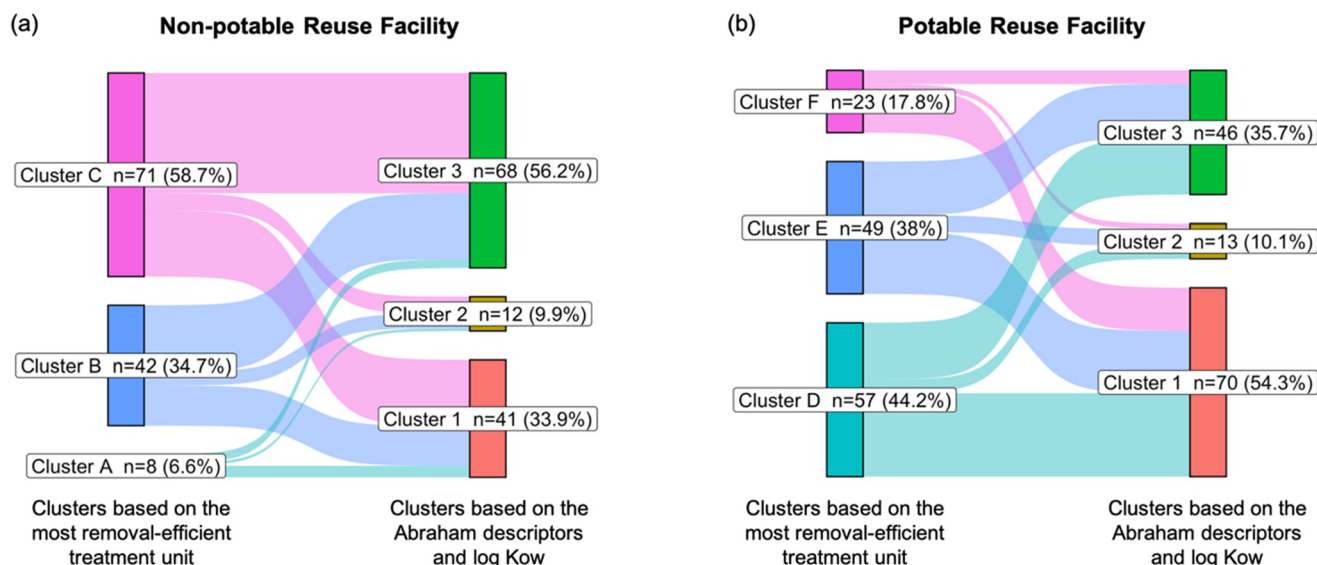 (a)
Non-potable Reuse Facility
Cluster C n=71 (58.7%)
Cluster 3 n=68 (56.2%)
Cluster 2 n=12 (9.9%)
Cluster B n=42 (34.7%)
Cluster 1 n=41 (33.9%)
Cluster A n=8 (6.6%)
Clusters based on the
most removal-efficient
treatment unit
Clusters based on the
Abraham descriptors
and log Kow
(b)
Potable Reuse Facility
Cluster F n=23 (17.8%)
Cluster 3 n=46 (35.7%)
Cluster E n=49 (38%)
Cluster 2 n=13 (10.1%)
Cluster D n=57 (44.2%)
Cluster 1 n=70 (54.3%)
Clusters based on the
most removal-efficient
treatment unit
Clusters based on the
Abraham descriptors
and log Kow